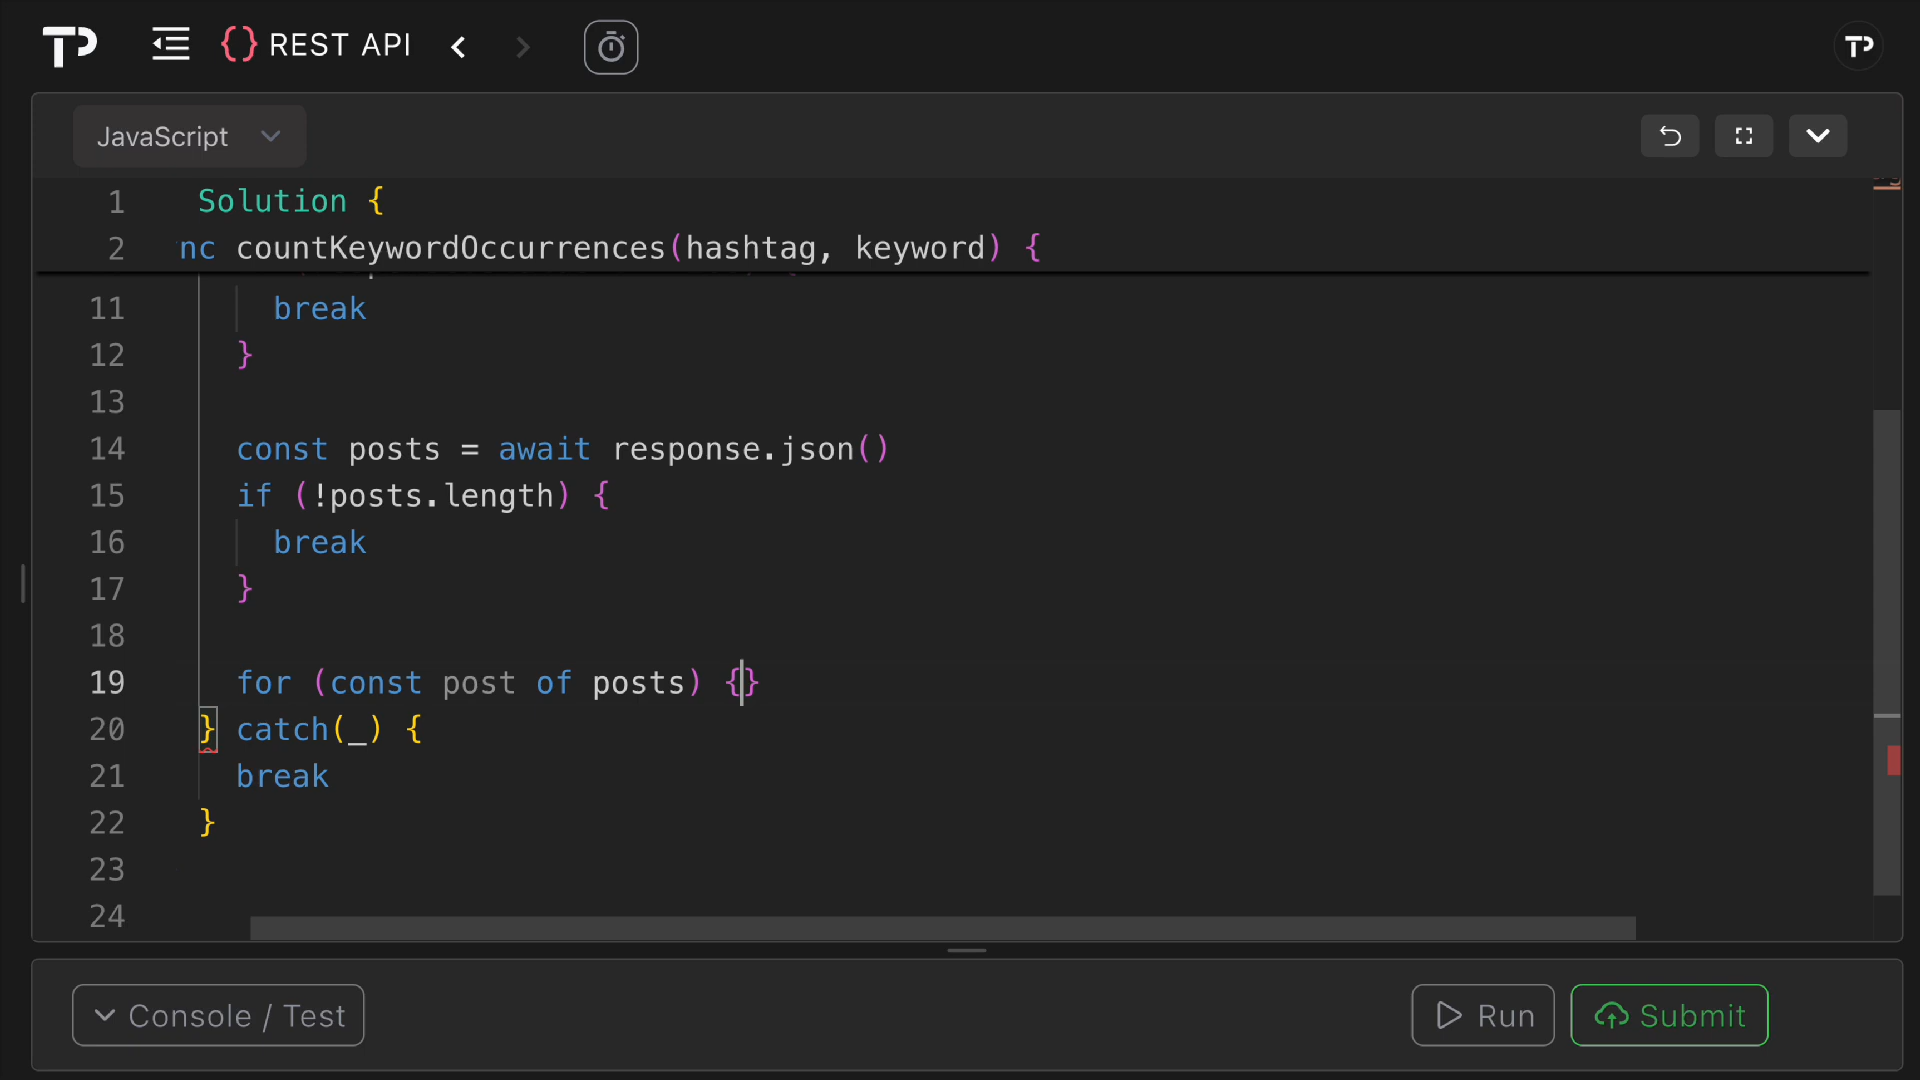 TP
{} REST API
TP
JavaScript
1 Solution {
2 nc countKeywordOccurrences(hashtag, keyword) {
11 break
12 }
13
14 const posts = await response.json()
15 if (!posts.length) {
16 break
17 }
18
19 for (const post of posts) {}
20 } catch(_) {
21 break
22 }
23
24
Console / Test
Run
Submit